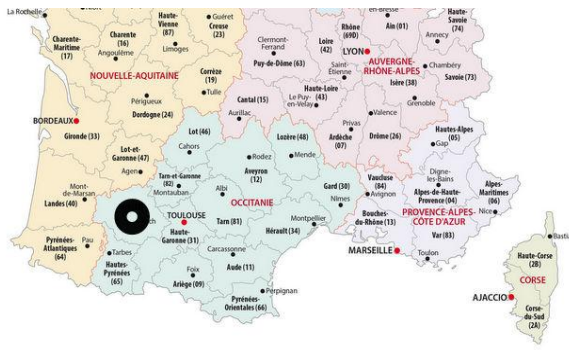 La Rochelle
Haute-
Vienne
(87)
Guéret
Creuse
(23)
Charente-
Maritime
(17)
Charente
(16)
Angoulême
Limoges
NOUVELLE-AQUITAINE
Corrèze
(19)
Tulle
Périgueux
Dordogne (24)
BORDEAUX
Gironde (33)
Lot-et-
Garonne (47)
Agen
Mont-
de-Marsan
Landes (40)
Pyrénées-
Atlantiques
(64)
Pau
Clermont-
Ferrand
Puy-de-Dôme (63)
Loire
(42)
Rhône
(69D)
en-Bresse
Ain (01)
Haute-
Savoie
(74)
Annecy
LYON
AUVERGNE-
RHÔNE-ALPES
Chambéry
Savoie (73)
Saint-
Étienne
Isère (38)
Haute-Loire
(43)
Le Puy-
en-Velay
Grenoble
Cantal (15)
Aurillac
Privas
Valence
Ardèche
(07)
Drôme (26)
Lot (46)
Cahors
Lozère (48)
Mende
Rodez
Aveyron
(12)
Tarn-et-Garonne
(82)
Montauban
Albi
OCCITANIE
Gard (30)
Nîmes
TOULOUSE
Tarn (81)
Montpellier
Hérault (34)
Haute-
Garonne (31)
Tarbes
Hautes-
Pyrénées
(65)
Carcassonne
Foix
Aude (11)
Ariège (09)
Perpignan
Pyrénées-
Orientales (66)
Hautes-Alpes
(05)
Gap
Digne-
les-Bains
Vaucluse
(84)
Avignon
Alpes-de-Haute-
Provence (04)
Alpes-
Maritimes
(06)
Nice
Bouches-
du-Rhône (13)
PROVENCE-ALPES-
CÔTE D'AZUR
Var (83)
MARSEILLE
Toulon
Bastia
Haute-Corse
(2B)
CORSE
AJACCIO
Corse-
du-Sud
(2A)